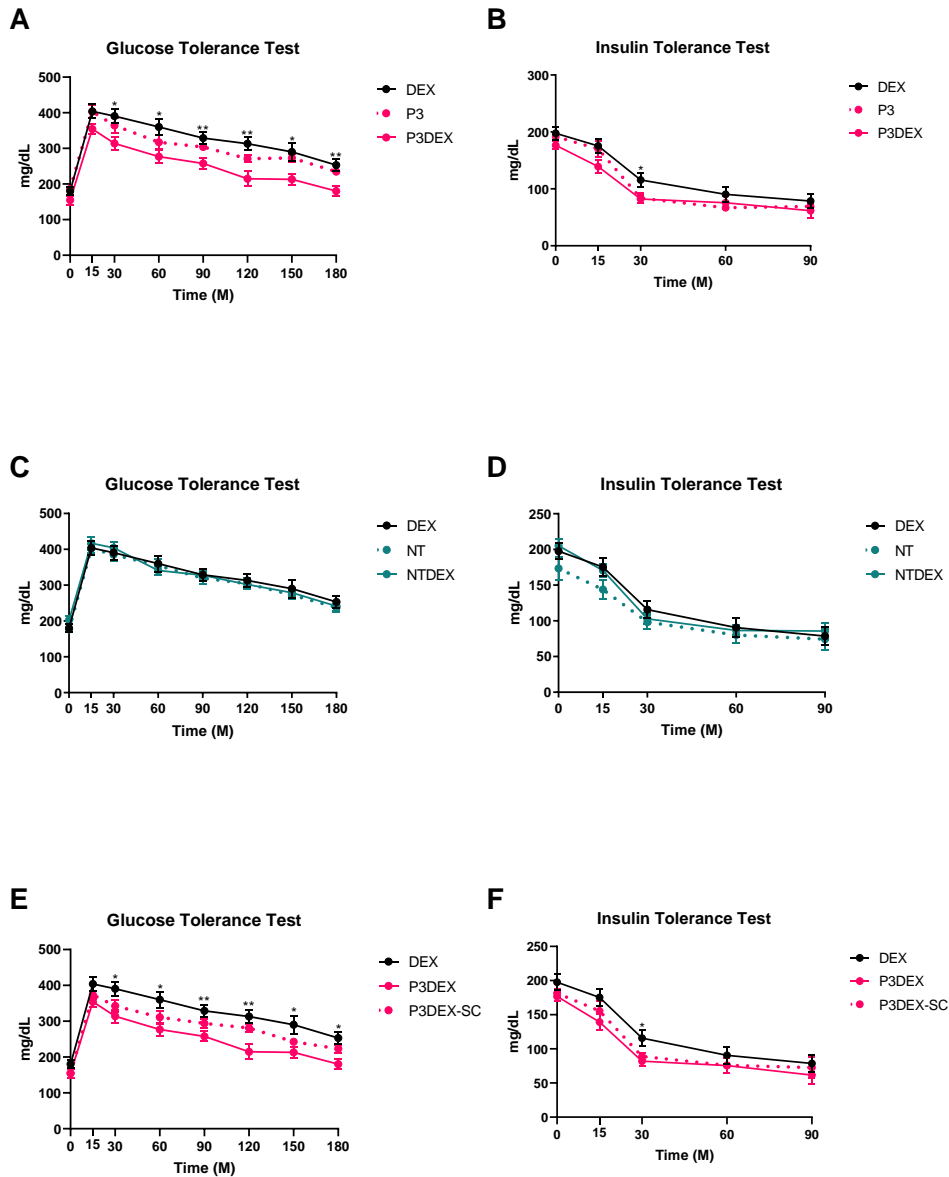 A
Glucose Tolerance Test
500
400
300
200
100
0
mg/dL
* * ** ** * **
0 15 30 60 90 120 150 180
Time (M)
DEX
P3
P3DEX
B
Insulin Tolerance Test
300
200
100
0
mg/dL
*
0 15 30 60 90
Time (M)
DEX
P3
P3DEX
C
Glucose Tolerance Test
500
400
300
200
100
0
mg/dL
0 15 30 60 90 120 150 180
Time (M)
DEX
NT
NTDEX
D
Insulin Tolerance Test
250
200
150
100
50
0
mg/dL
0 15 30 60 90
Time (M)
DEX
NT
NTDEX
E
Glucose Tolerance Test
500
400
300
200
100
0
mg/dL
* * ** ** * *
0 15 30 60 90 120 150 180
Time (M)
DEX
P3DEX
P3DEX-SC
F
Insulin Tolerance Test
250
200
150
100
50
0
mg/dL
*
0 15 30 60 90
Time (M)
DEX
P3DEX
P3DEX-SC